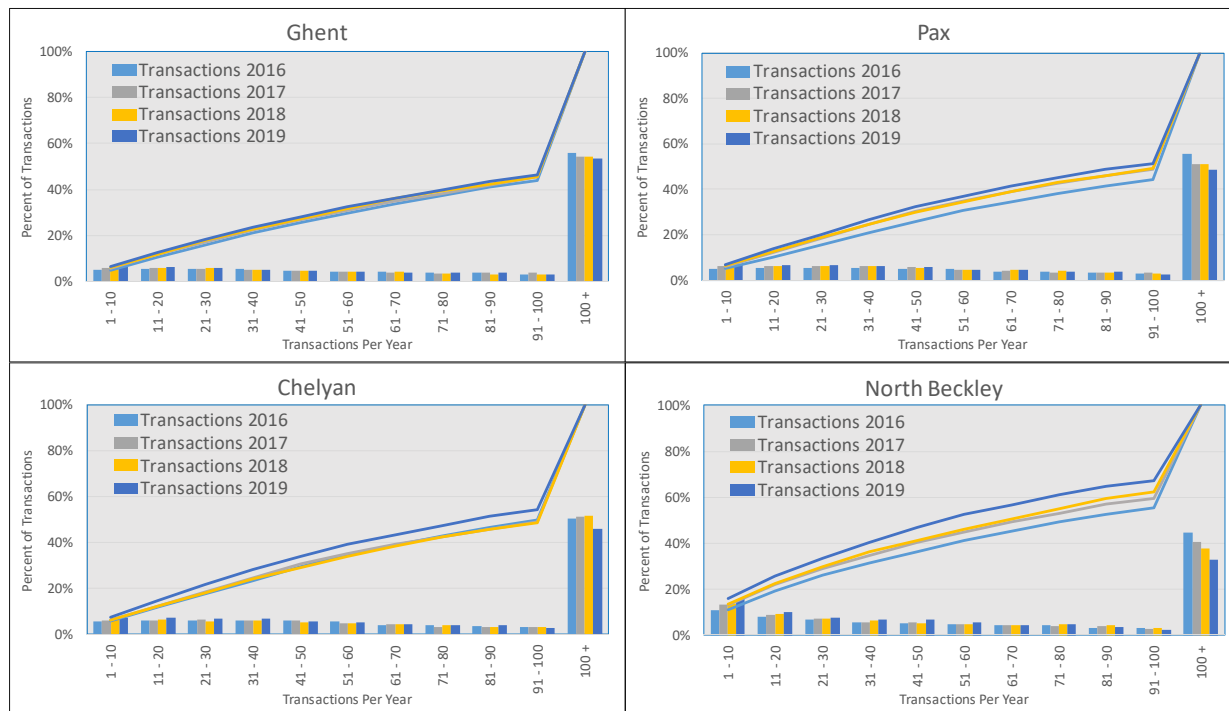 Ghent
Percent of Transactions
100%
80%
60%
40%
20%
0%
Transactions 2016
Transactions 2017
Transactions 2018
Transactions 2019
1 - 10
11 - 20
21 - 30
31 - 40
41 - 50
51 - 60
61 - 70
71 - 80
81 - 90
91 - 100
100 +
Transactions Per Year
Pax
Percent of Transactions
100%
80%
60%
40%
20%
0%
Transactions 2016
Transactions 2017
Transactions 2018
Transactions 2019
1 - 10
11 - 20
21 - 30
31 - 40
41 - 50
51 - 60
61 - 70
71 - 80
81 - 90
91 - 100
100 +
Transactions Per Year
Chelyan
Percent of Transactions
100%
80%
60%
40%
20%
0%
Transactions 2016
Transactions 2017
Transactions 2018
Transactions 2019
1 - 10
11 - 20
21 - 30
31 - 40
41 - 50
51 - 60
61 - 70
71 - 80
81 - 90
91 - 100
100 +
Transactions Per Year
North Beckley
Percent of Transactions
100%
80%
60%
40%
20%
0%
Transactions 2016
Transactions 2017
Transactions 2018
Transactions 2019
1 - 10
11 - 20
21 - 30
31 - 40
41 - 50
51 - 60
61 - 70
71 - 80
81 - 90
91 - 100
100 +
Transactions Per Year